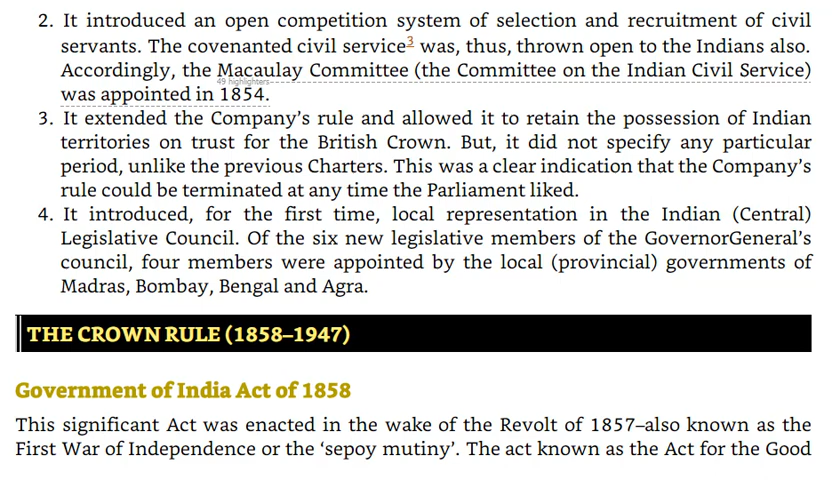 2. It introduced an open competition system of selection and recruitment of civil
servants. The covenanted civil service3 was, thus, thrown open to the Indians also.
Accordingly, the Macaulay Committee (the Committee on the Indian Civil Service)
49 highlighters
was appointed in 1854.
3. It extended the Company's rule and allowed it to retain the possession of Indian
territories on trust for the British Crown. But, it did not specify any particular
period, unlike the previous Charters. This was a clear indication that the Company's
rule could be terminated at any time the Parliament liked.
4. It introduced, for the first time, local representation in the Indian (Central)
Legislative Council. Of the six new legislative members of the GovernorGeneral's
council, four members were appointed by the local (provincial) governments of
Madras, Bombay, Bengal and Agra.
THE CROWN RULE (1858–1947)
Government of India Act of 1858
This significant Act was enacted in the wake of the Revolt of 1857–also known as the
First War of Independence or the ‘sepoy mutiny’. The act known as the Act for the Good